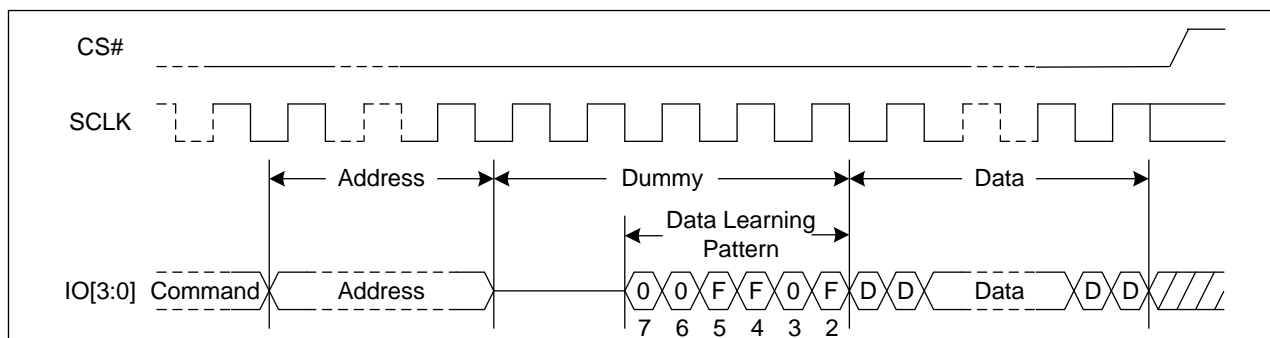 CS#
SCLK
Address Dummy Data
Data Learning
Pattern
IO[3:0] Command Address 0 0 F F 0 F D D Data D D
7 6 5 4 3 2